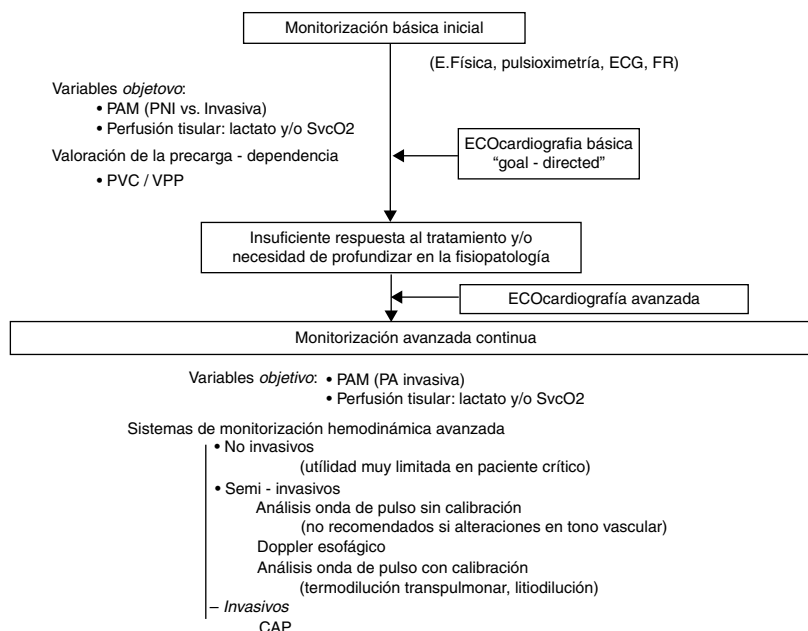 Monitorización básica inicial
(E.Física, pulsioximetría, ECG, FR)
Variables objetovo:
• PAM (PNI vs. Invasiva)
• Perfusión tisular: lactato y/o SvcO2
Valoración de la precarga - dependencia
• PVC / VPP
ECOcardiografia básica
“goal - directed”
Insuficiente respuesta al tratamiento y/o
necesidad de profundizar en la fisiopatología
ECOcardiografía avanzada
Monitorización avanzada continua
Variables objetivo: • PAM (PA invasiva)
• Perfusión tisular: lactato y/o SvcO2
Sistemas de monitorización hemodinámica avanzada
• No invasivos
(utílidad muy limitada en paciente crítico)
• Semi - invasivos
Análisis onda de pulso sin calibración
(no recomendados si alteraciones en tono vascular)
Doppler esofágico
Análisis onda de pulso con calibración
(termodilución transpulmonar, litiodilución)
– Invasivos
CAP